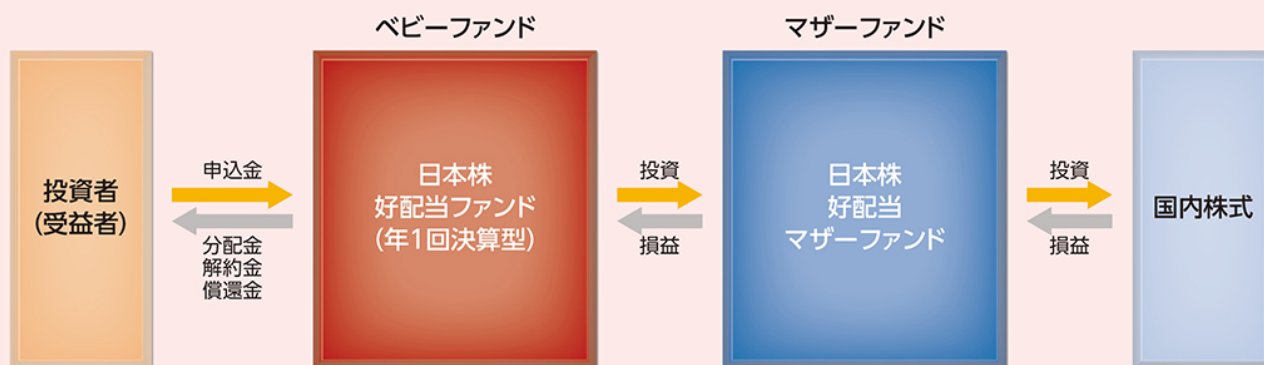 ベビーファンド
マザーファンド
投資者
(受益者)
申込金
分配金
解約金
償還金
日本株
好配当ファンド
(年1回決算型)
投資
損益
日本株
好配当
マザーファンド
投資
損益
国内株式